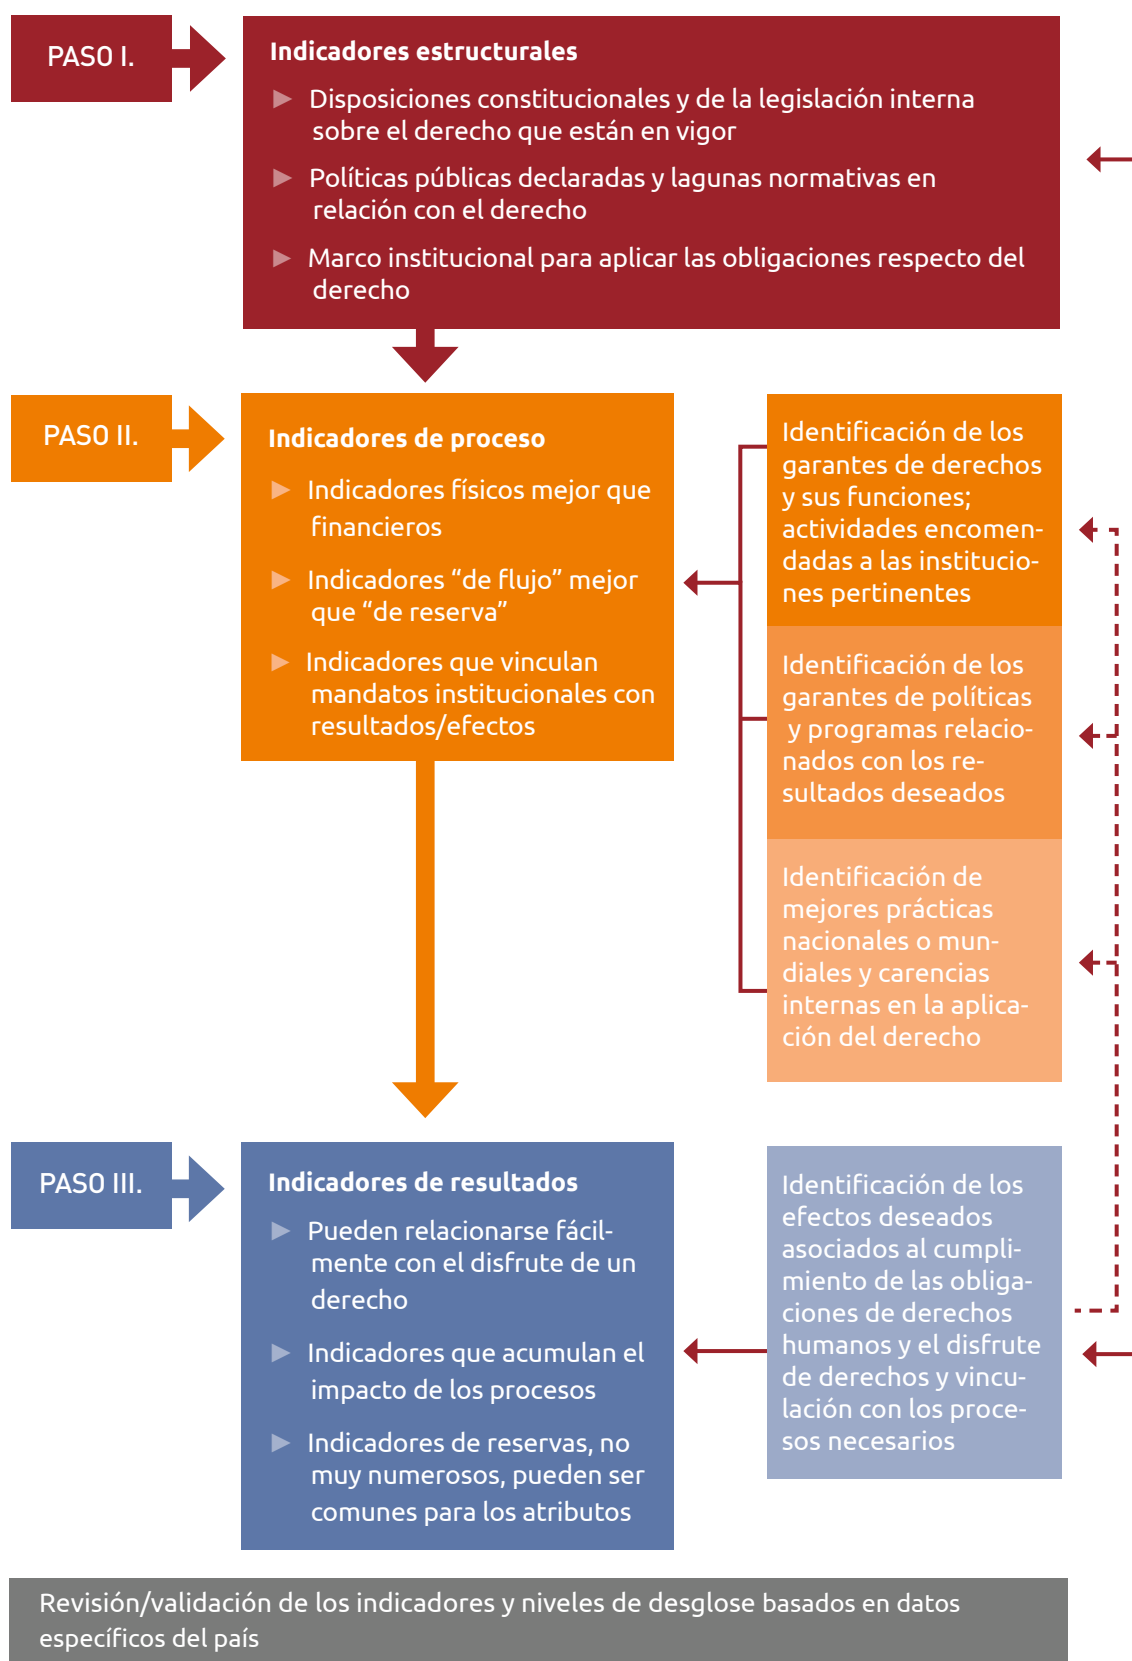 PASO I.
Indicadores estructurales
► Disposiciones constitucionales y de la legislación interna
sobre el derecho que están en vigor
► Políticas públicas declaradas y lagunas normativas en
relación con el derecho
► Marco institucional para aplicar las obligaciones respecto del
derecho
PASO II.
Indicadores de proceso
► Indicadores físicos mejor que
financieros
► Indicadores “de flujo” mejor
que “de reserva”
► Indicadores que vinculan
mandatos institucionales con
resultados/efectos
Identificación de los
garantes de derechos
y sus funciones;
actividades encomen-
dadas a las institucio-
nes pertinentes
Identificación de los
garantes de políticas
y programas relacio-
nados con los re-
sultados deseados
Identificación de
mejores prácticas
nacionales o mun-
diales y carencias
internas en la aplica-
ción del derecho
PASO III.
Indicadores de resultados
► Pueden relacionarse fácil-
mente con el disfrute de un
derecho
► Indicadores que acumulan el
impacto de los procesos
► Indicadores de reservas, no
muy numerosos, pueden ser
comunes para los atributos
Identificación de los
efectos deseados
asociados al cumpli-
miento de las obliga-
ciones de derechos
humanos y el disfrute
de derechos y vincu-
lación con los proce-
sos necesarios
Revisión/validación de los indicadores y niveles de desglose basados en datos
específicos del país